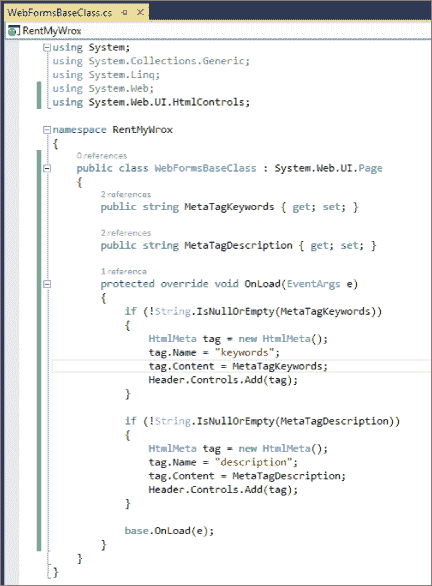 WebFormsBaseClass.cs
RentMyWrox
using System;
using System.Collections.Generic;
using System.Linq;
using System.Web;
using System.Web.UI.HtmlControls;
namespace RentMyWrox
{
0 references
public class WebFormsBaseClass : System.Web.UI.Page
{
2 references
public string MetaTagKeywords { get; set; }
2 references
public string MetaTagDescription { get; set; }
1 reference
protected override void OnLoad(EventArgs e)
{
if (!String.IsNullOrEmpty(MetaTagKeywords))
{
HtmlMeta tag = new HtmlMeta();
tag.Name = "keywords";
tag.Content = MetaTagKeywords;
Header.Controls.Add(tag);
}
if (!String.IsNullOrEmpty(MetaTagDescription))
{
HtmlMeta tag = new HtmlMeta();
tag.Name = "description";
tag.Content = MetaTagDescription;
Header.Controls.Add(tag);
}
base.OnLoad(e);
}
}
}